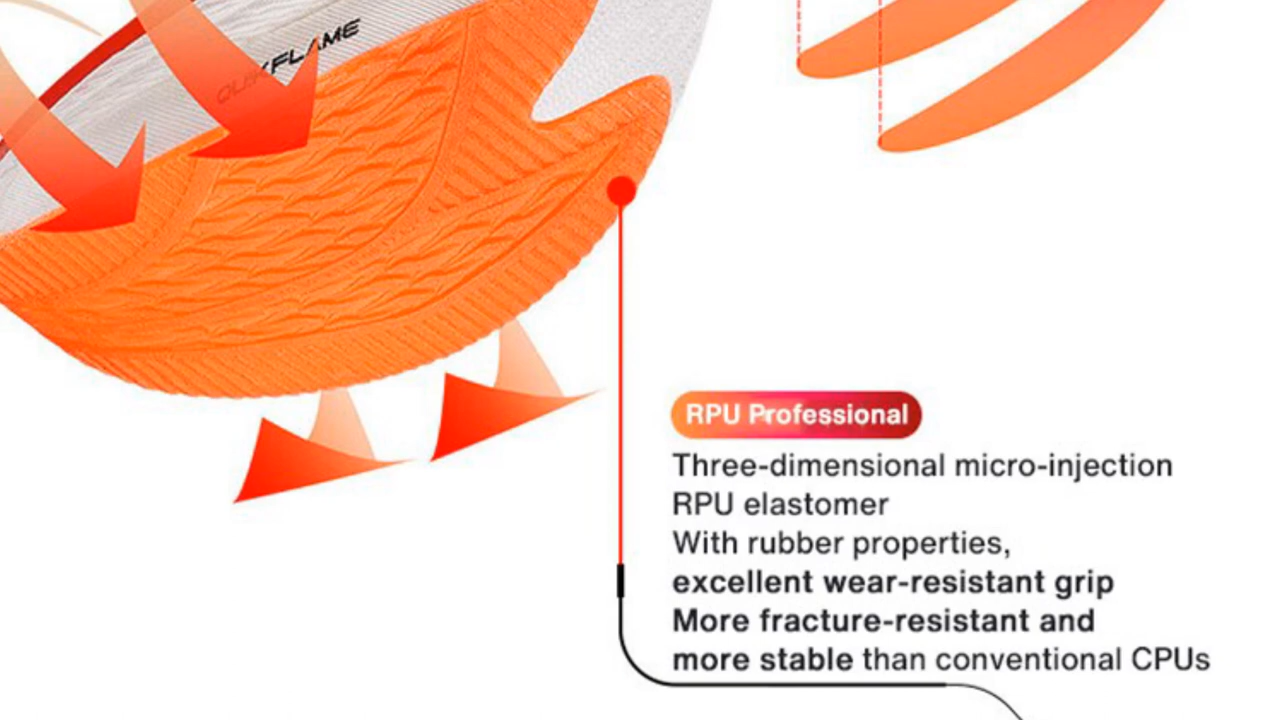 RPU Professional
Three-dimensional micro-injection
RPU elastomer
With rubber properties,
excellent wear-resistant grip
More fracture-resistant and
more stable than conventional CPUs